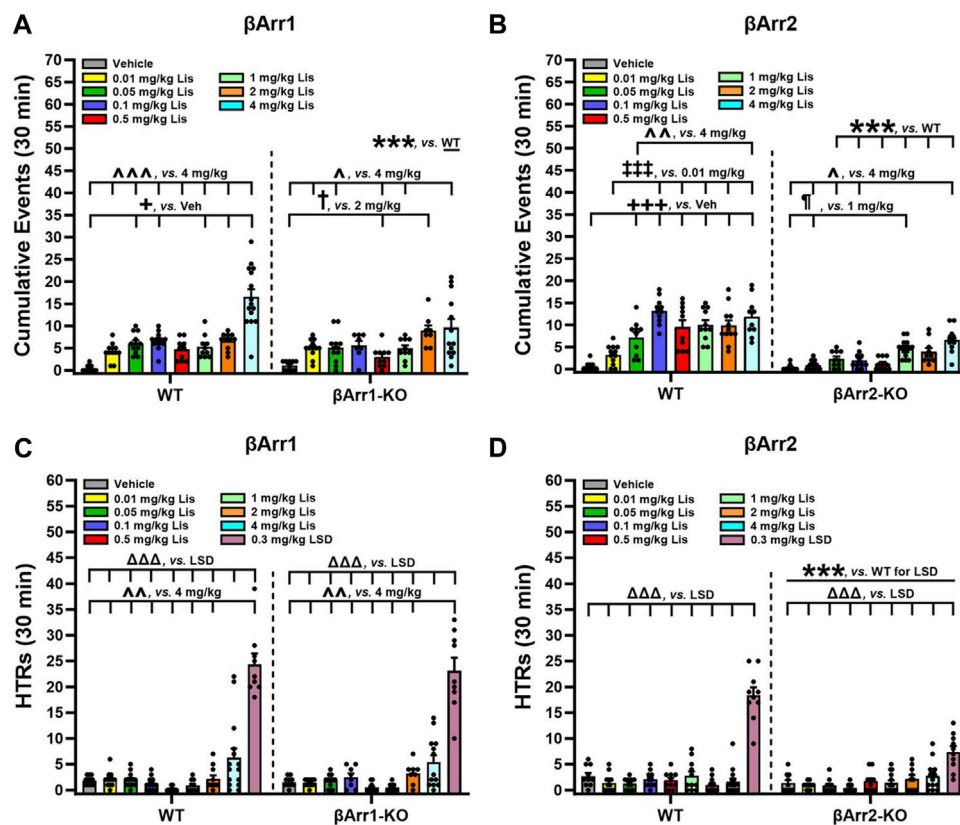 A
βArr1
Cumulative Events (30 min)
70
65
60
55
50
45
40
35
30
25
20
15
10
5
0
Vehicle
0.01 mg/kg Lis
0.05 mg/kg Lis
0.1 mg/kg Lis
0.5 mg/kg Lis
1 mg/kg Lis
2 mg/kg Lis
4 mg/kg Lis
***, vs. WT
^^^, vs. 4 mg/kg
^, vs. 4 mg/kg
+, vs. Veh
†, vs. 2 mg/kg
WT
βArr1-KO
B
βArr2
Cumulative Events (30 min)
70
65
60
55
50
45
40
35
30
25
20
15
10
5
0
Vehicle
0.01 mg/kg Lis
0.05 mg/kg Lis
0.1 mg/kg Lis
0.5 mg/kg Lis
1 mg/kg Lis
2 mg/kg Lis
4 mg/kg Lis
^^, vs. 4 mg/kg
***, vs. WT
‡‡‡, vs. 0.01 mg/kg
^, vs. 4 mg/kg
+++, vs. Veh
¶, vs. 1 mg/kg
WT
βArr2-KO
C
βArr1
HTRs (30 min)
60
55
50
45
40
35
30
25
20
15
10
5
0
Vehicle
0.01 mg/kg Lis
0.05 mg/kg Lis
0.1 mg/kg Lis
0.5 mg/kg Lis
1 mg/kg Lis
2 mg/kg Lis
4 mg/kg Lis
0.3 mg/kg LSD
ΔΔΔ, vs. LSD
ΔΔΔ, vs. LSD
^^, vs. 4 mg/kg
^^, vs. 4 mg/kg
WT
βArr1-KO
D
βArr2
HTRs (30 min)
60
55
50
45
40
35
30
25
20
15
10
5
0
Vehicle
0.01 mg/kg Lis
0.05 mg/kg Lis
0.1 mg/kg Lis
0.5 mg/kg Lis
1 mg/kg Lis
2 mg/kg Lis
4 mg/kg Lis
0.3 mg/kg LSD
***, vs. WT for LSD
ΔΔΔ, vs. LSD
ΔΔΔ, vs. LSD
WT
βArr2-KO